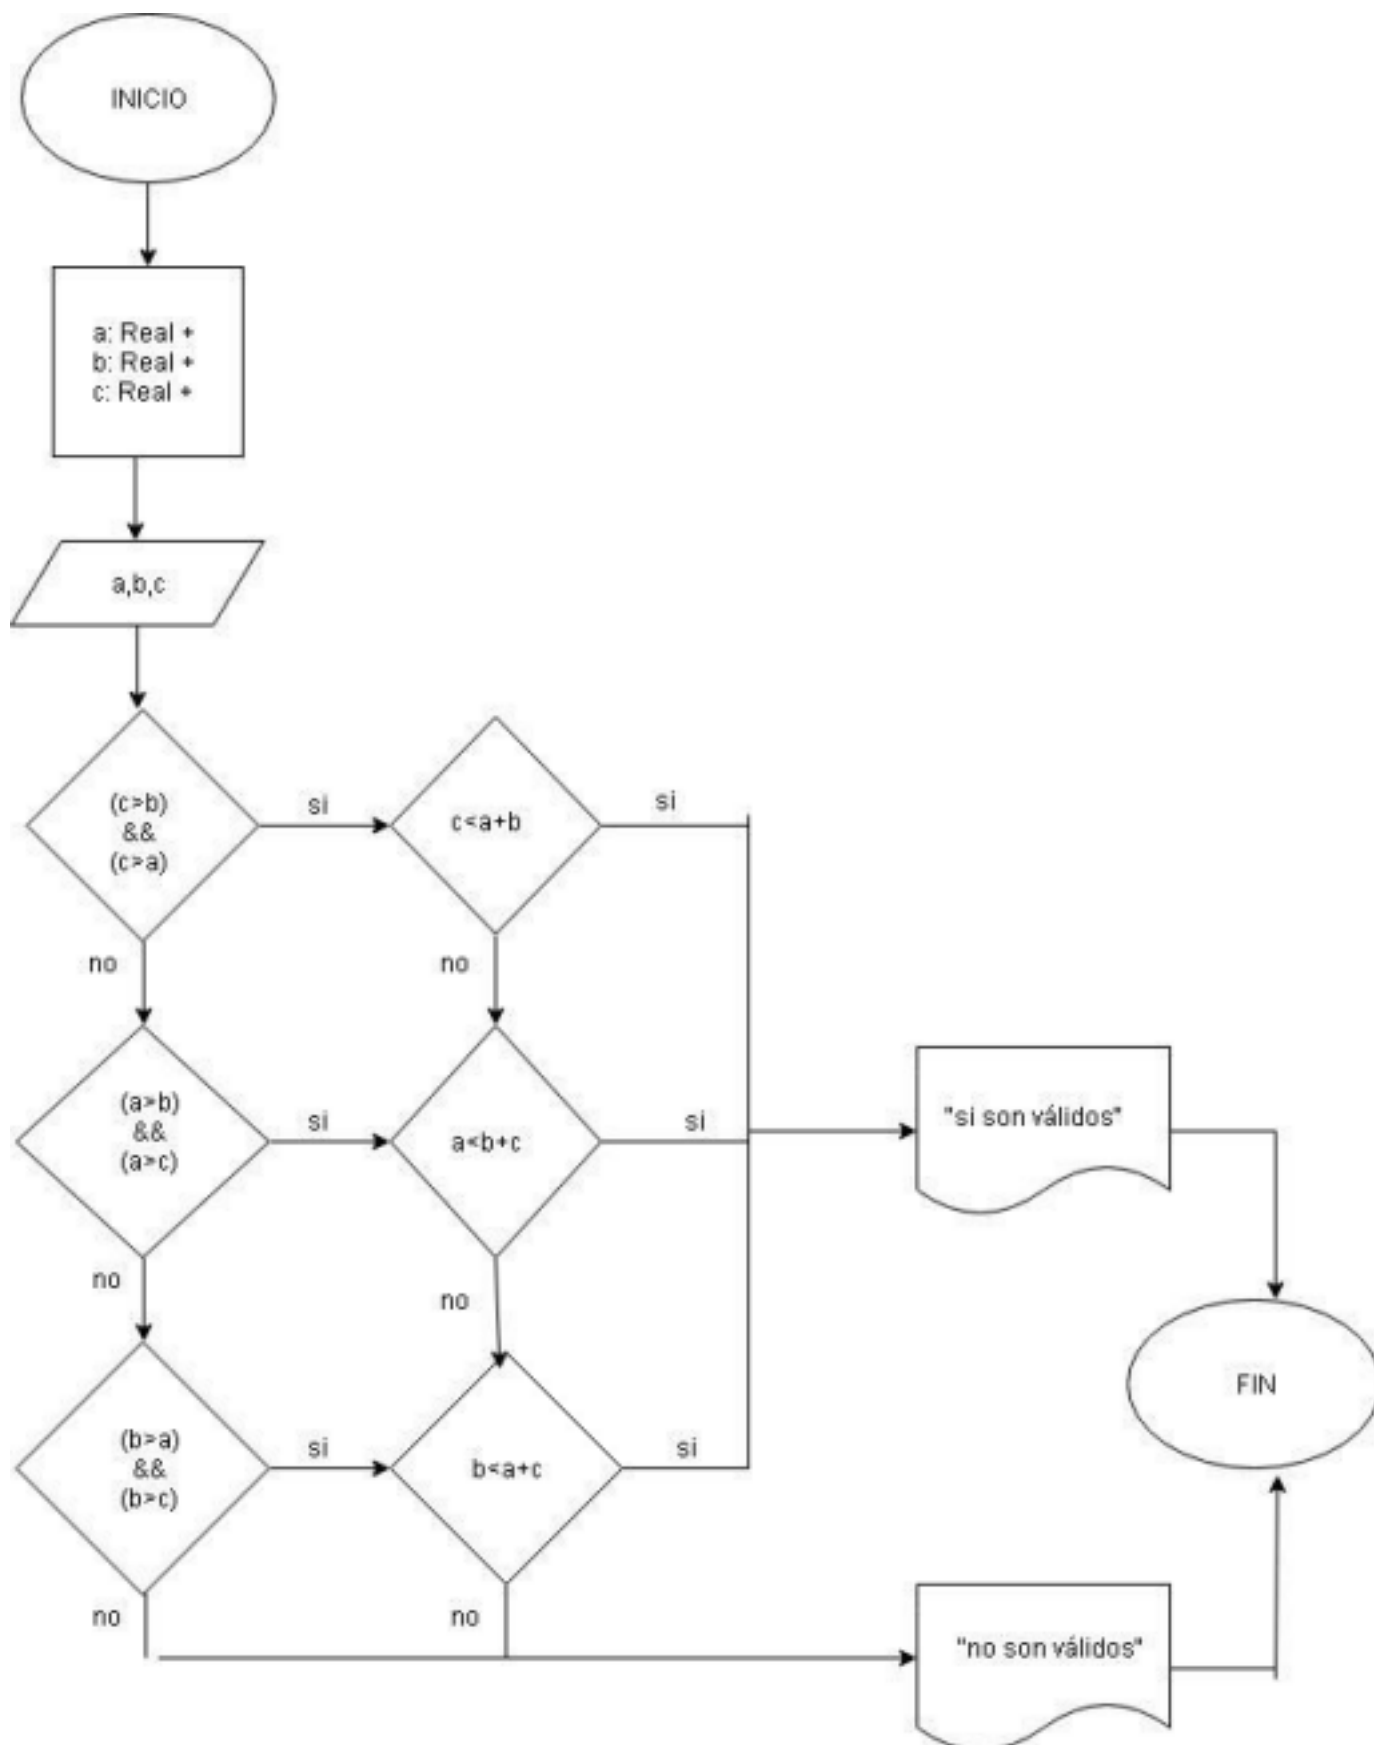 INICIO
a: Real +
b: Real +
c: Real +
a,b,c
(c>b)
&&
(c>a)
si
c<a+b
si
no
no
(a>b)
&&
(a>c)
si
a<b+c
si
"si son válidos"
no
no
(b>a)
&&
(b>c)
si
b<a+c
si
FIN
no
no
"no son válidos"